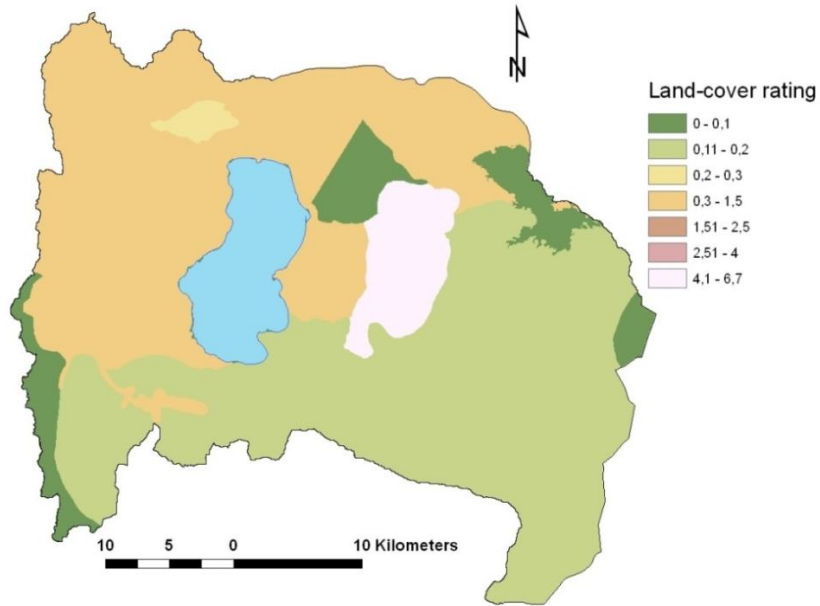 N
Land-cover rating
0 - 0,1
0,11 - 0,2
0,2 - 0,3
0,3 - 1,5
1,51 - 2,5
2,51 - 4
4,1 - 6,7
10 5 0 10 Kilometers